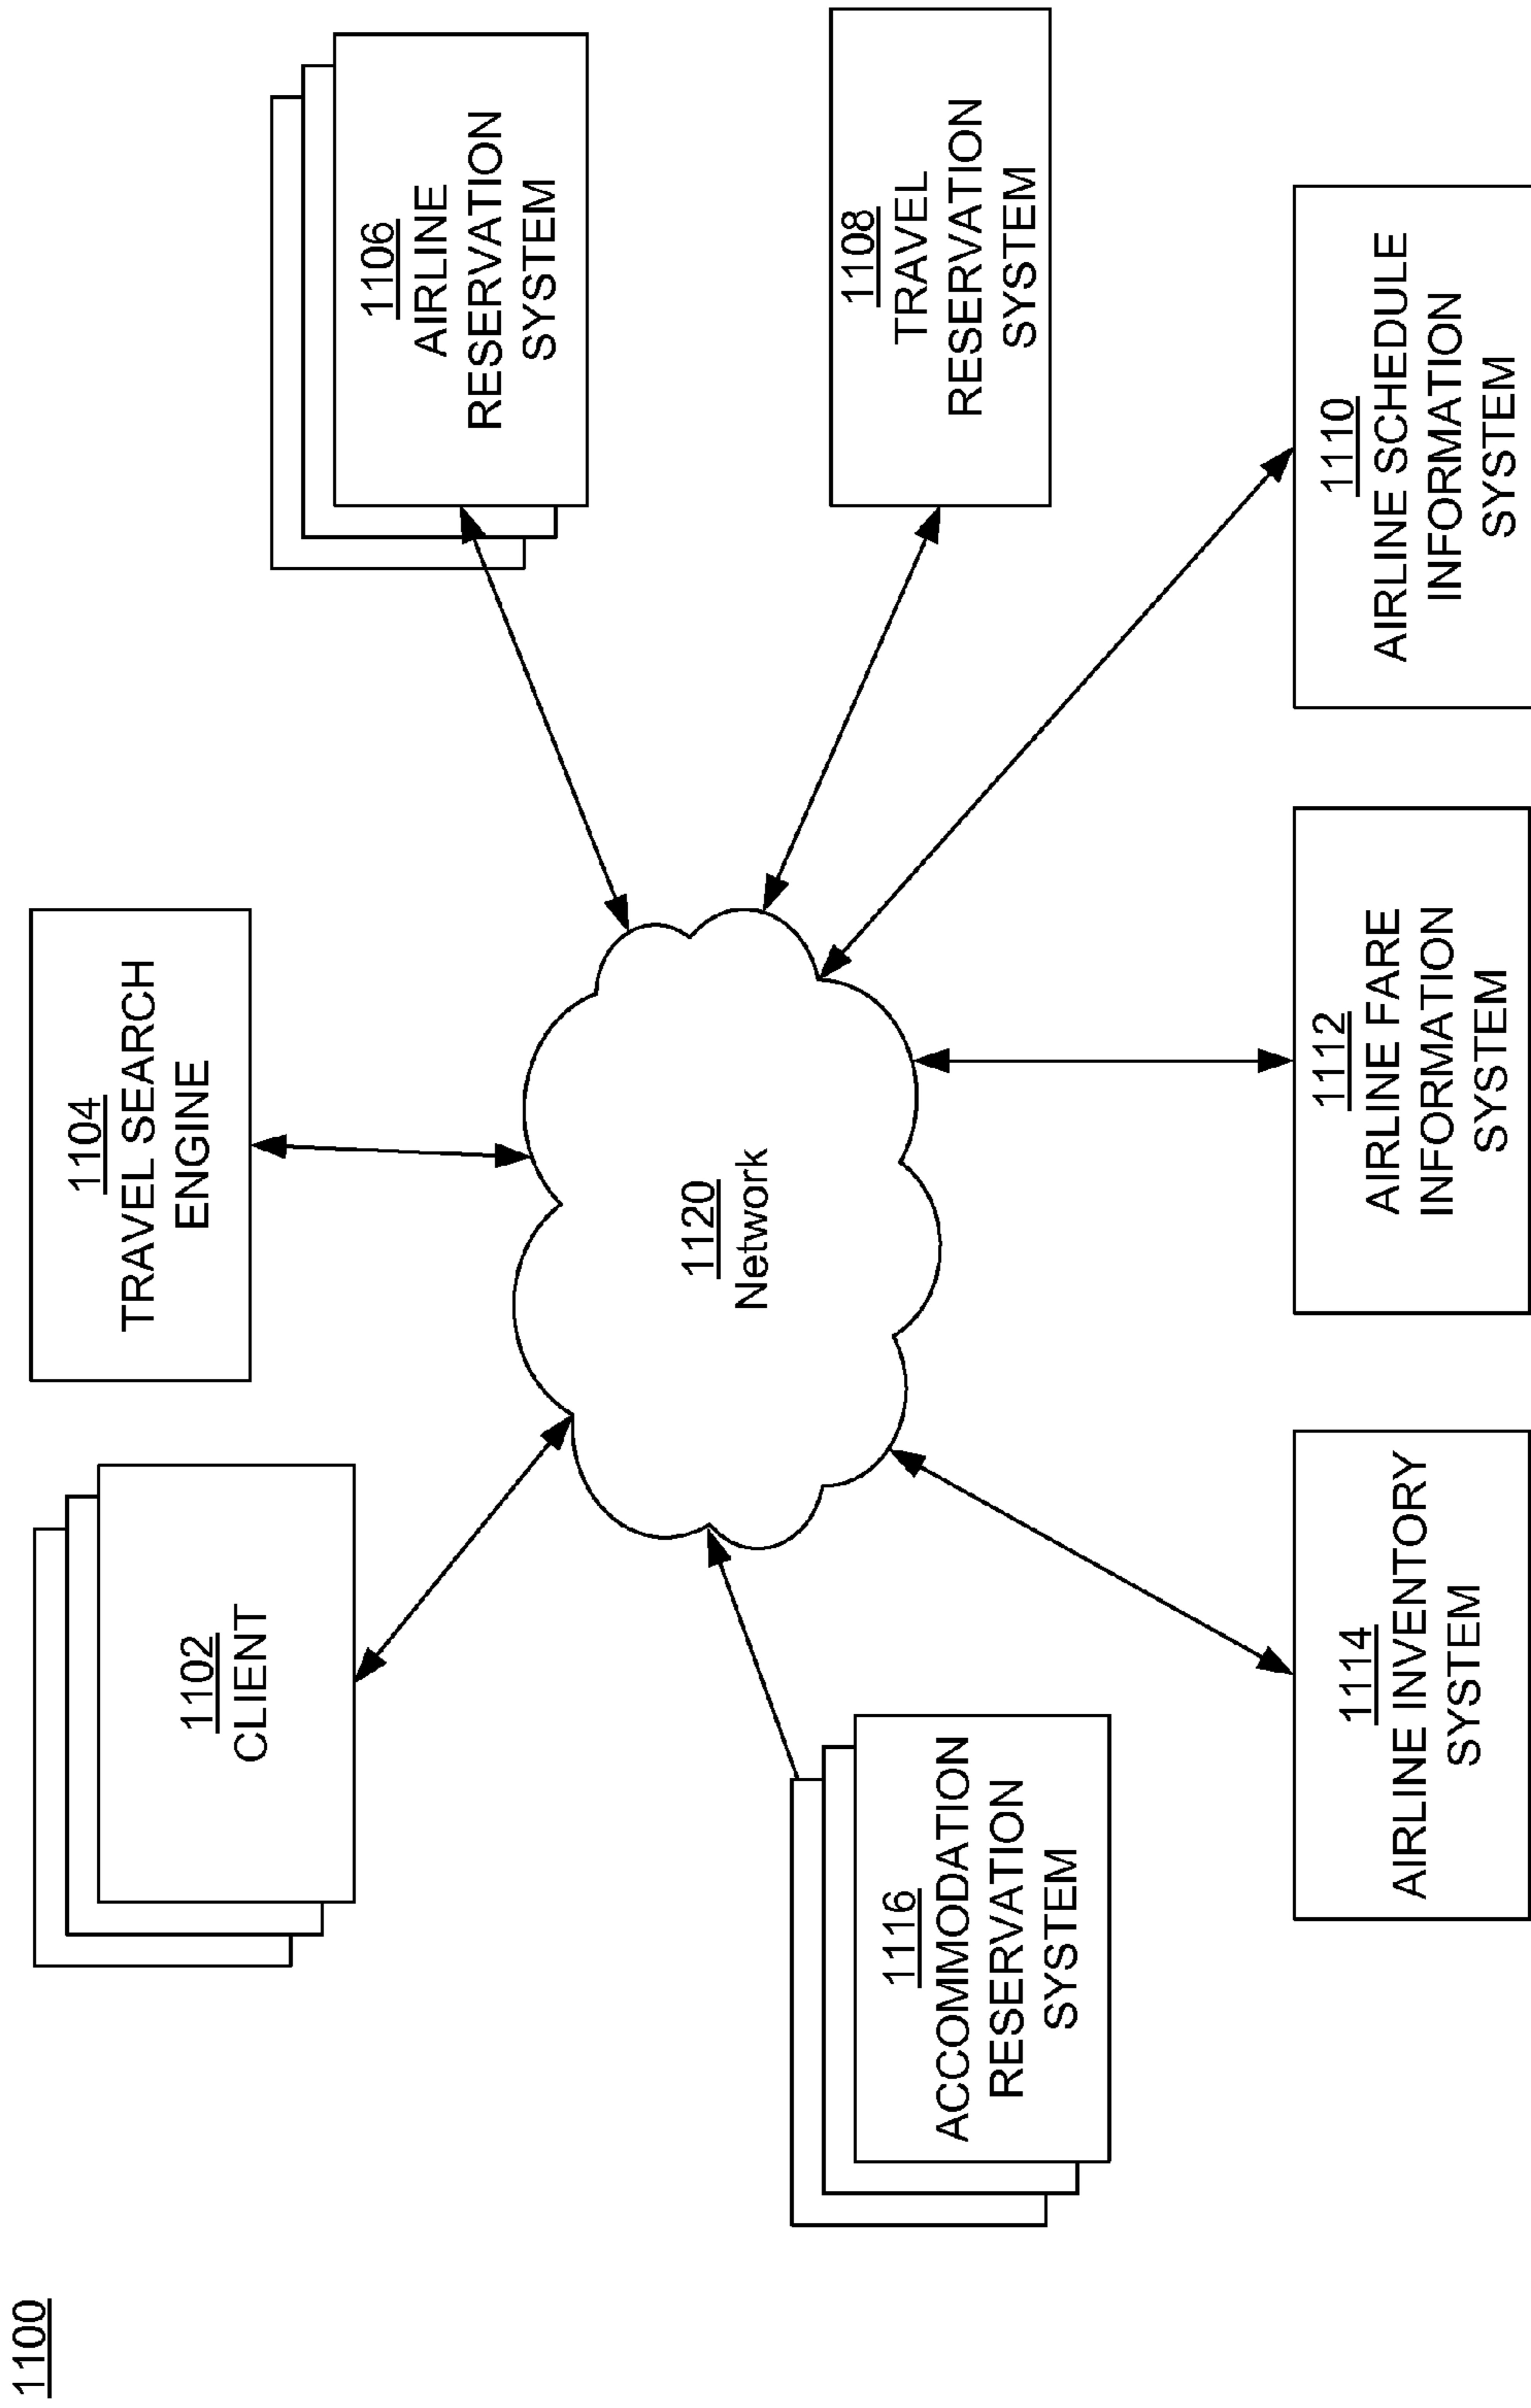 1100
1102
CLIENT
1104
TRAVEL SEARCH
ENGINE
1106
AIRLINE
RESERVATION
SYSTEM
1116
ACCOMMODATION
RESERVATION
SYSTEM
1120
Network
1108
TRAVEL
RESERVATION
SYSTEM
1114
AIRLINE INVENTORY
SYSTEM
1112
AIRLINE FARE
INFORMATION
SYSTEM
1110
AIRLINE SCHEDULE
INFORMATION
SYSTEM